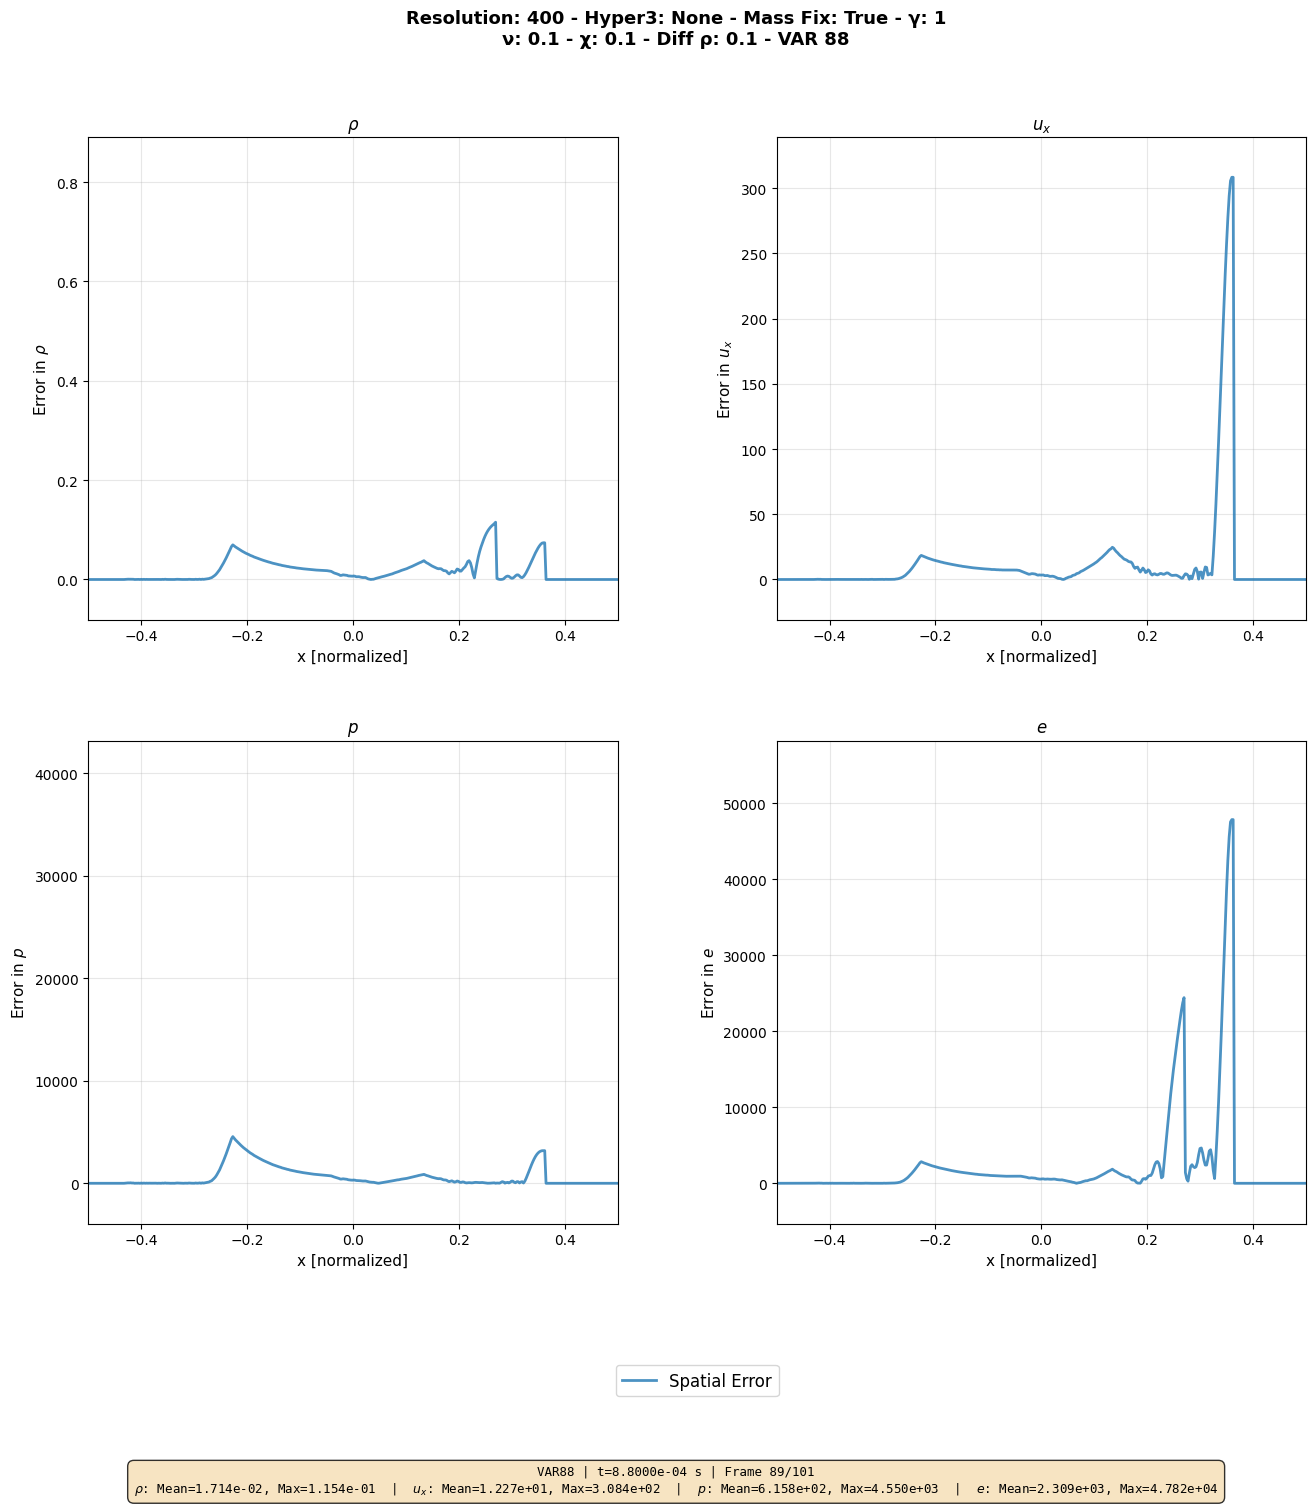 Resolution: 400 - Hyper3: None - Mass Fix: True - γ: 1
ν: 0.1 - χ: 0.1 - Diff ρ: 0.1 - VAR 88
ρ
0.8
0.6
0.4
0.2
0.0
Error in ρ
−0.4 −0.2 0.0 0.2 0.4
x [normalized]
u_x
300
250
200
150
100
50
0
Error in u_x
−0.4 −0.2 0.0 0.2 0.4
x [normalized]
p
40000
30000
20000
10000
0
Error in p
−0.4 −0.2 0.0 0.2 0.4
x [normalized]
e
50000
40000
30000
20000
10000
0
Error in e
−0.4 −0.2 0.0 0.2 0.4
x [normalized]
Spatial Error
VAR88 | t=8.8000e-04 s | Frame 89/101
ρ: Mean=1.714e-02, Max=1.154e-01 | u_x: Mean=1.227e+01, Max=3.084e+02 | p: Mean=6.158e+02, Max=4.550e+03 | e: Mean=2.309e+03, Max=4.782e+04